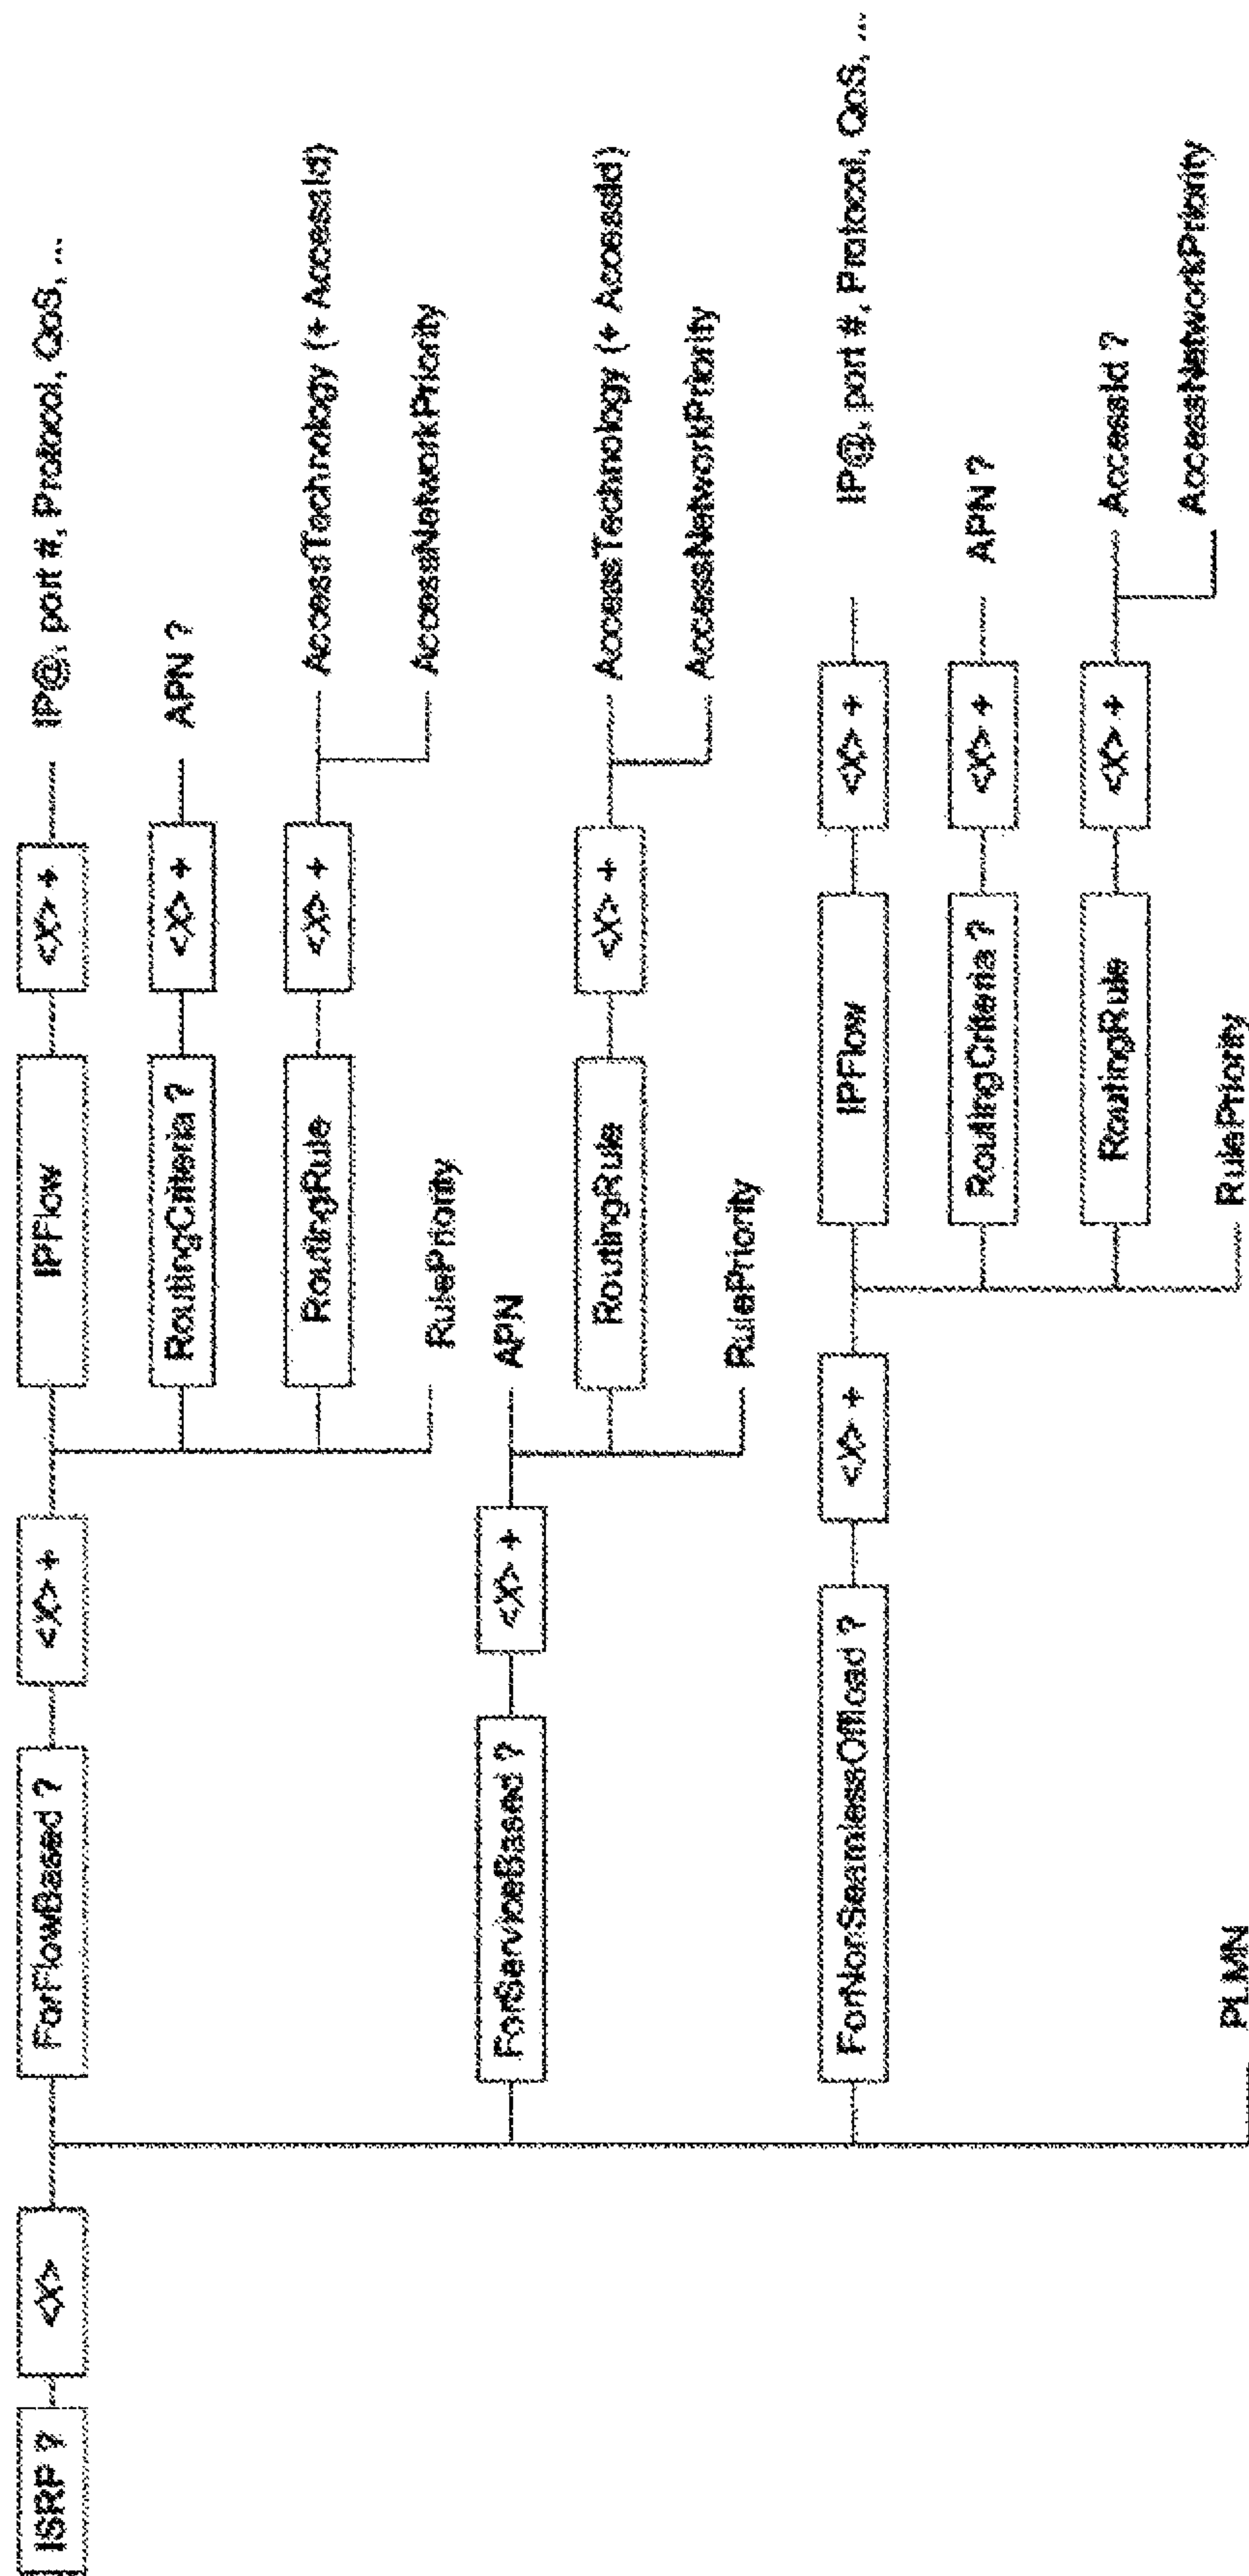 ISRP ?
<X>
ForFlowBased ?
<X> +
IPFlow
<X> +
IP@, port #, Protocol, QoS, ...
RoutingCriteria ?
<X> +
APN ?
RoutingRule
<X> +
AccessTechnology (+ AccessId)
AccessNetworkPriority
RulePriority
ForServiceBased ?
<X> +
APN
RoutingRule
<X> +
AccessTechnology (+ AccessId)
AccessNetworkPriority
RulePriority
ForNonSeamlessOffload ?
<X> +
IPFlow
<X> +
IP@, port #, Protocol, QoS, ...
RoutingCriteria ?
<X> +
APN ?
RoutingRule
<X> +
AccessId ?
AccessNetworkPriority
RulePriority
PLMN